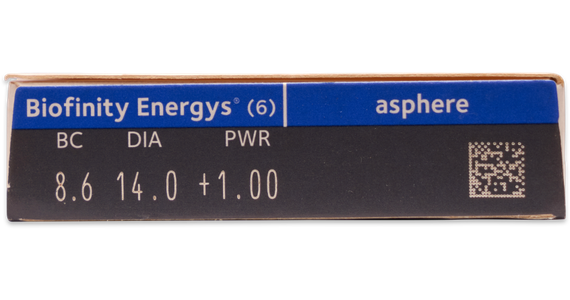 Biofinity Energys® (6) asphere
BC DIA PWR
8.6 14.0 +1.00